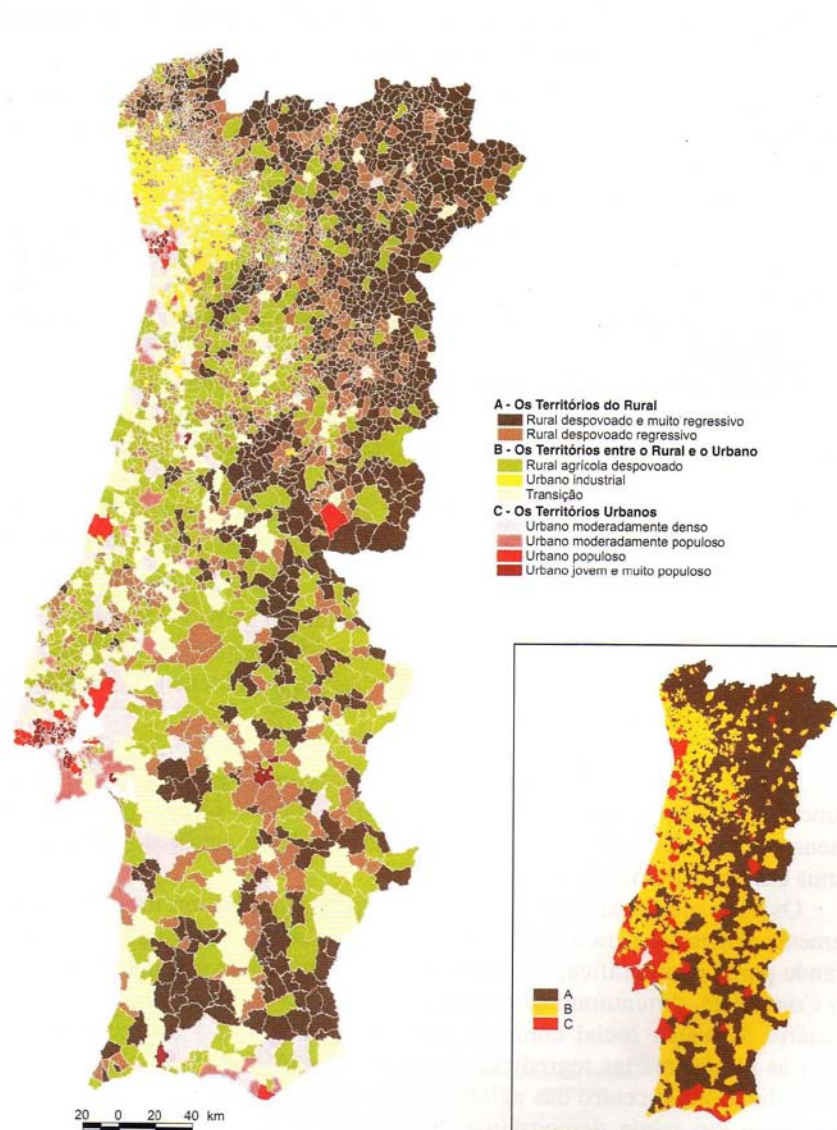 A - Os Territórios do Rural
Rural despovoado e muito regressivo
Rural despovoado regressivo
B - Os Territórios entre o Rural e o Urbano
Rural agrícola despovoado
Urbano industrial
Transição
C - Os Territórios Urbanos
Urbano moderadamente denso
Urbano moderadamente populoso
Urbano populoso
Urbano jovem e muito populoso
A
B
C
20 0 20 40 km